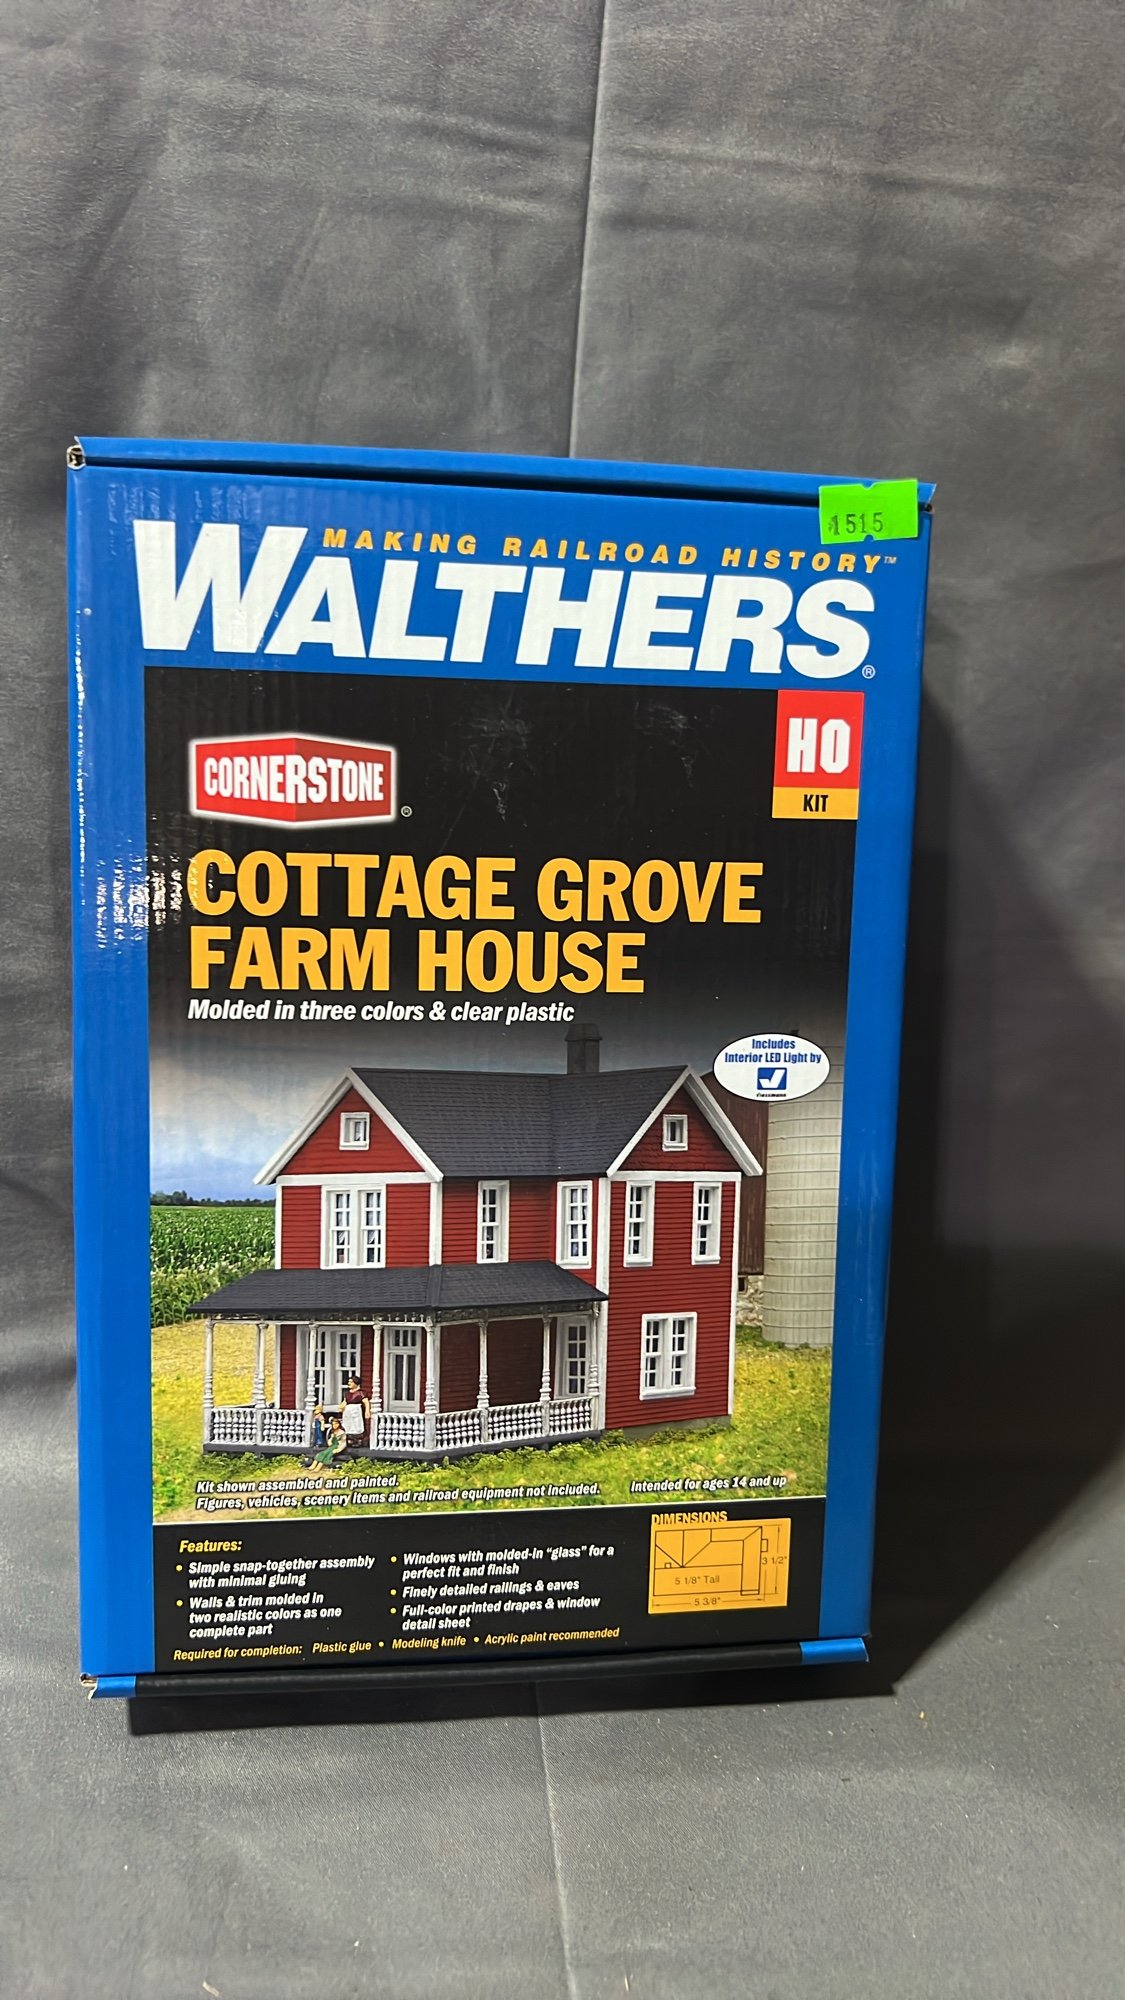 1515
MAKING RAILROAD HISTORY™
WALTHERS®
HO
KIT
CORNERSTONE®
COTTAGE GROVE
FARM HOUSE
Molded in three colors & clear plastic
Includes
Interior LED Light by
Viessmann
Kit shown assembled and painted.
Figures, vehicles, scenery items and railroad equipment not included.
Intended for ages 14 and up
Features:
• Simple snap-together assembly
with minimal gluing
• Walls & trim molded in
two realistic colors as one
complete part
• Windows with molded-in "glass" for a
perfect fit and finish
• Finely detailed railings & eaves
• Full-color printed drapes & window
detail sheet
Required for completion: Plastic glue • Modeling knife • Acrylic paint recommended
DIMENSIONS
3 1/2"
5 1/8" Tall
5 3/8"